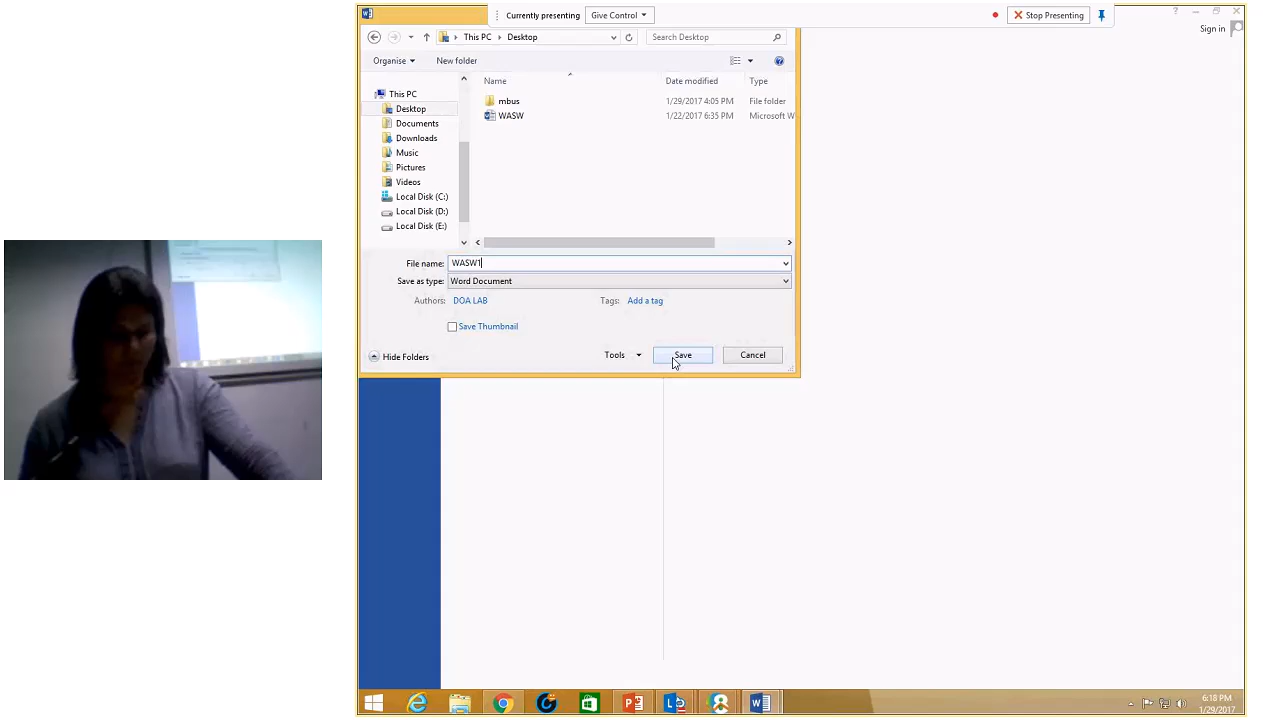 Currently presenting
Give Control
Stop Presenting
This PC
Desktop
Search Desktop
Sign in
Organise
New folder
Name
Date modified
Type
This PC
Desktop
Documents
Downloads
Music
Pictures
Videos
Local Disk (C:)
Local Disk (D:)
Local Disk (E:)
mbus
1/29/2017 4:05 PM
File folder
WASW
1/22/2017 6:35 PM
Microsoft W
File name:
WASW1
Save as type:
Word Document
Authors:
DOA LAB
Tags:
Add a tag
Save Thumbnail
Hide Folders
Tools
Save
Cancel
6:18 PM
1/29/2017